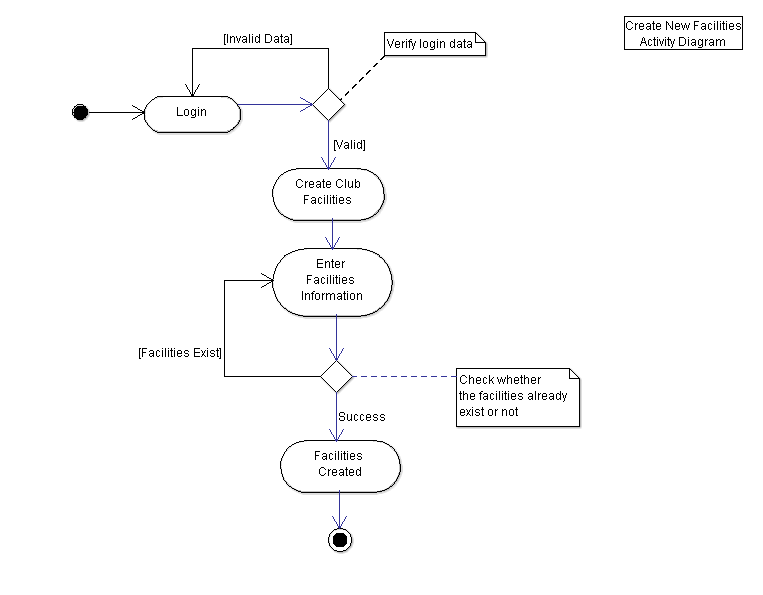 Create New Facilities
Activity Diagram
[Invalid Data]
Verify login data
Login
[Valid]
Create Club
Facilities
Enter
Facilities
Information
[Facilities Exist]
Check whether
the facilities already
exist or not
Success
Facilities
Created